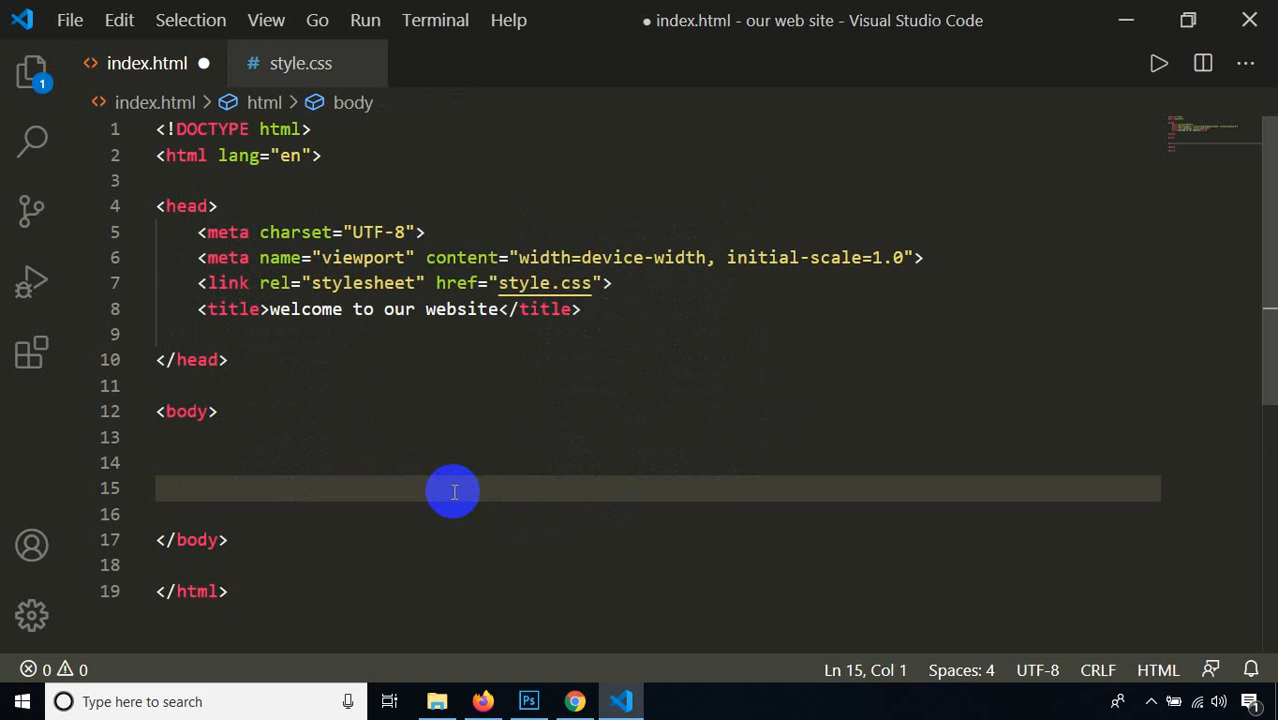 File Edit Selection View Go Run Terminal Help ● index.html - our web site - Visual Studio Code
<> index.html ● # style.css
1
<> index.html > html > body
1 <!DOCTYPE html>
2 <html lang="en">
3
4 <head>
5 <meta charset="UTF-8">
6 <meta name="viewport" content="width=device-width, initial-scale=1.0">
7 <link rel="stylesheet" href="style.css">
8 <title>welcome to our website</title>
9
10 </head>
11
12 <body>
13
14
15
16
17 </body>
18
19 </html>
0 0 Ln 15, Col 1 Spaces: 4 UTF-8 CRLF HTML
Type here to search Ps 1